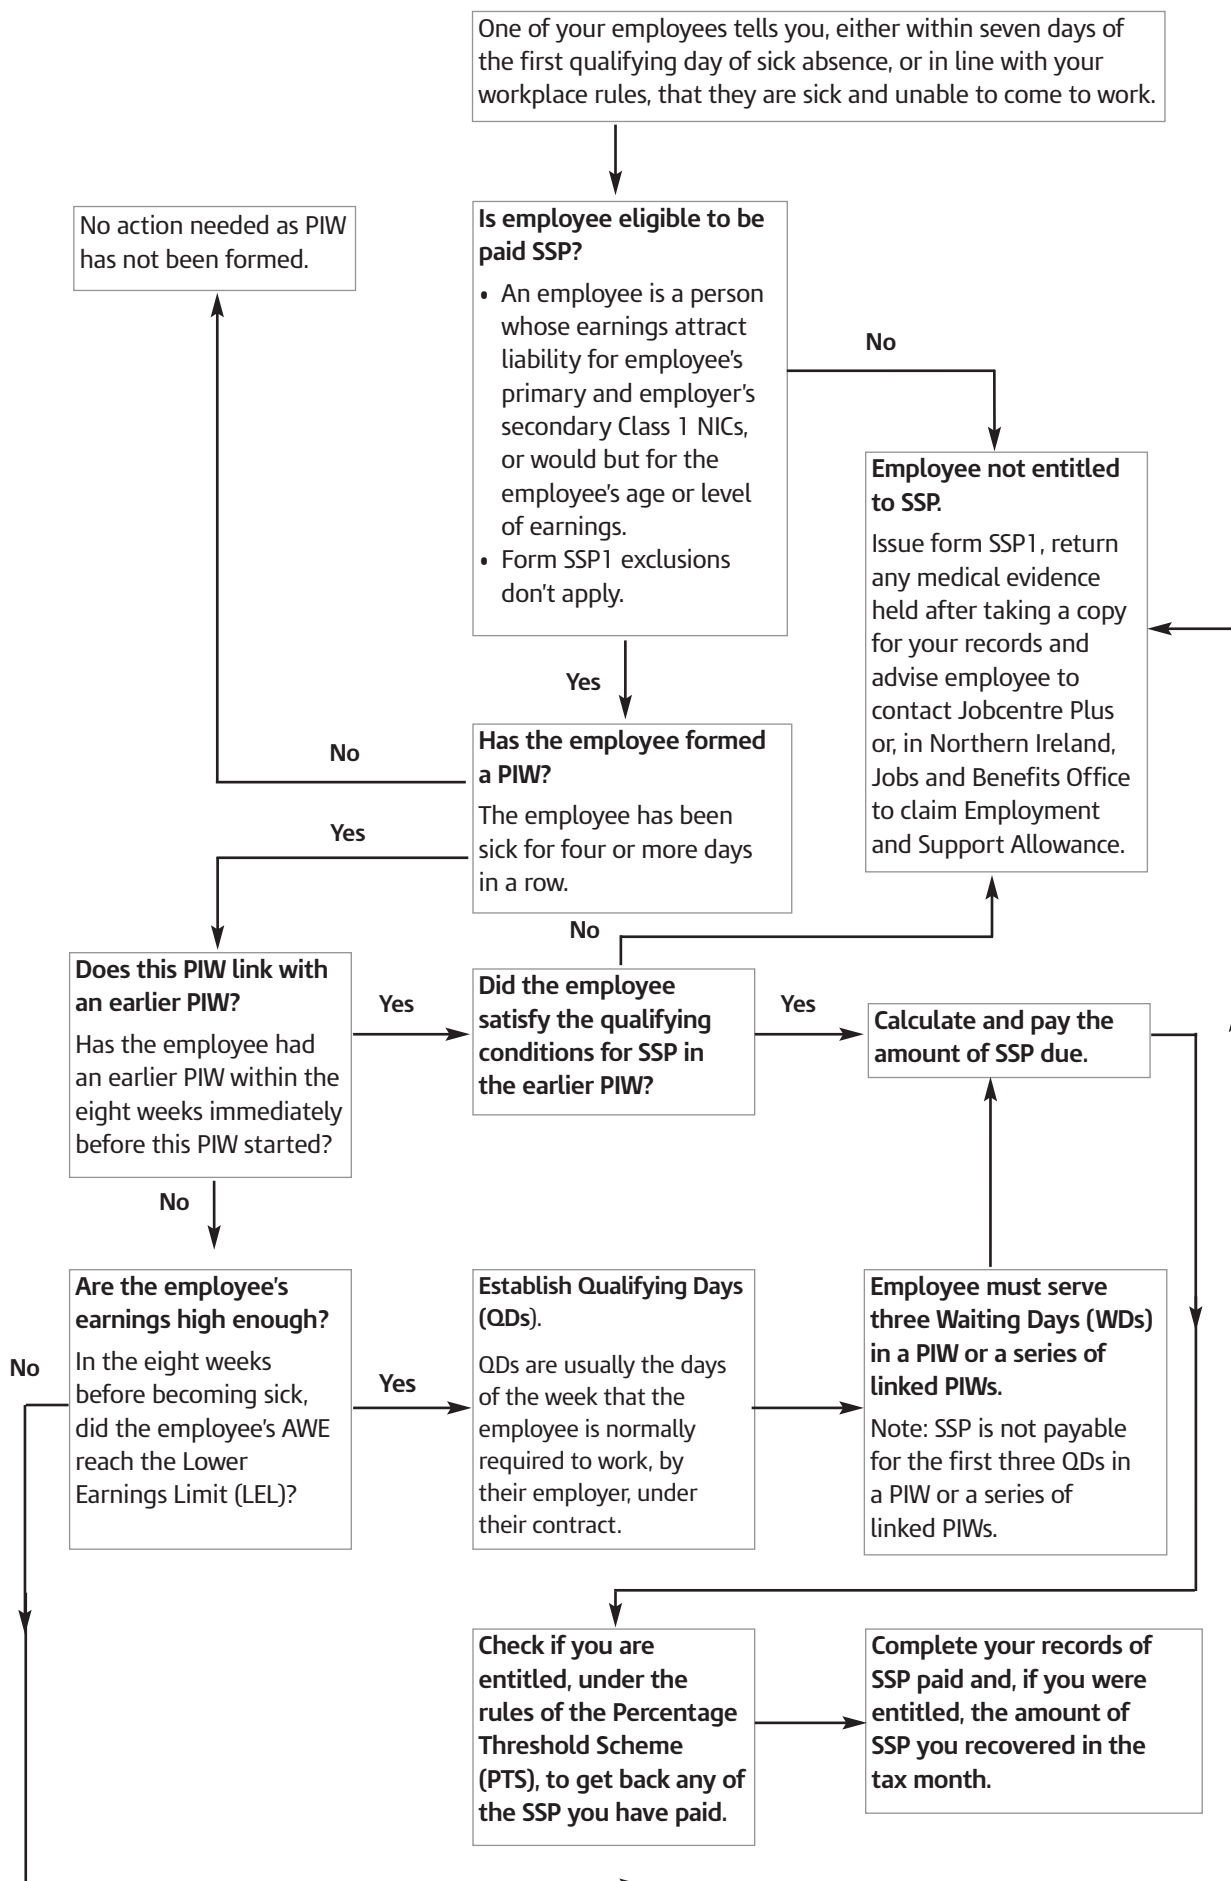 One of your employees tells you, either within seven days of
the first qualifying day of sick absence, or in line with your
workplace rules, that they are sick and unable to come to work.
No action needed as PIW
has not been formed.
Is employee eligible to be
paid SSP?
• An employee is a person
whose earnings attract
liability for employee's
primary and employer's
secondary Class 1 NICs,
or would but for the
employee's age or level
of earnings.
• Form SSP1 exclusions
don't apply.
No
Employee not entitled
to SSP.
Issue form SSP1, return
any medical evidence
held after taking a copy
for your records and
advise employee to
contact Jobcentre Plus
or, in Northern Ireland,
Jobs and Benefits Office
to claim Employment
and Support Allowance.
Yes
Has the employee formed
a PIW?
The employee has been
sick for four or more days
in a row.
No
Yes
Does this PIW link with
an earlier PIW?
Has the employee had
an earlier PIW within the
eight weeks immediately
before this PIW started?
Yes
No
Did the employee
satisfy the qualifying
conditions for SSP in
the earlier PIW?
Yes
Calculate and pay the
amount of SSP due.
No
Are the employee's
earnings high enough?
In the eight weeks
before becoming sick,
did the employee's AWE
reach the Lower
Earnings Limit (LEL)?
No
Yes
Establish Qualifying Days
(QDs).
QDs are usually the days
of the week that the
employee is normally
required to work, by
their employer, under
their contract.
Employee must serve
three Waiting Days (WDs)
in a PIW or a series of
linked PIWs.
Note: SSP is not payable
for the first three QDs in
a PIW or a series of
linked PIWs.
Check if you are
entitled, under the
rules of the Percentage
Threshold Scheme
(PTS), to get back any of
the SSP you have paid.
Complete your records of
SSP paid and, if you were
entitled, the amount of
SSP you recovered in the
tax month.